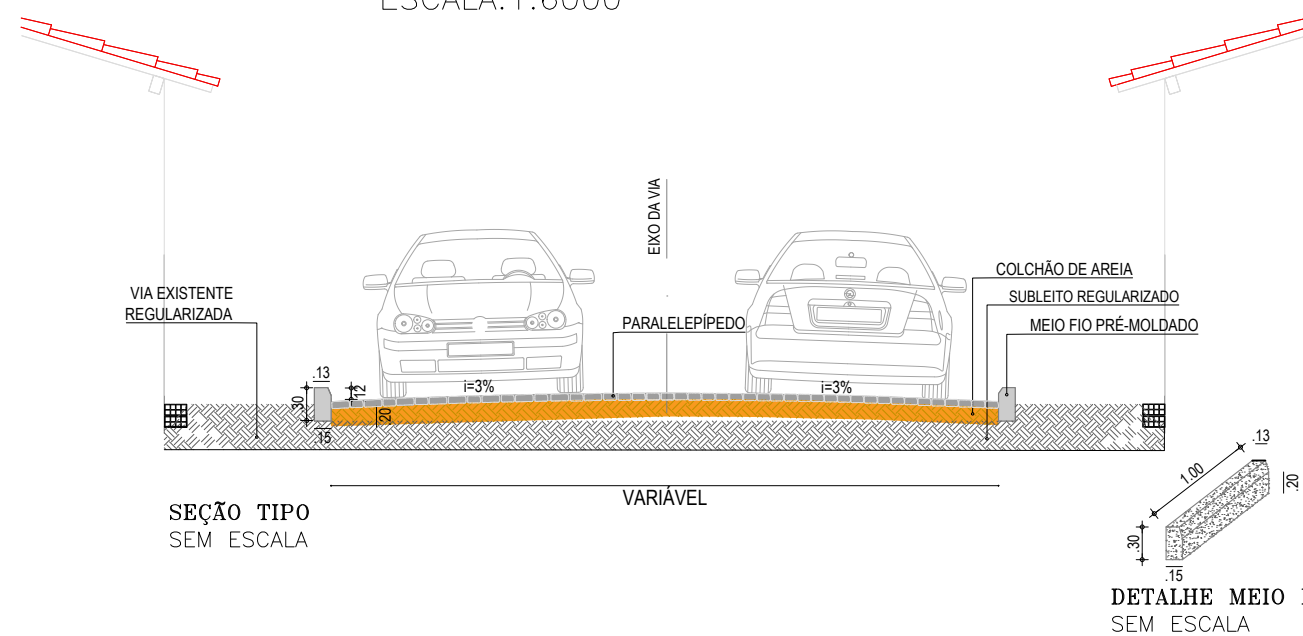 ESCALA:1:6000
EIXO DA VIA
COLCHÃO DE AREIA
VIA EXISTENTE
REGULARIZADA
SUBLEITO REGULARIZADO
PARALELEPÍPEDO
MEIO FIO PRÉ-MOLDADO
.13
.30
.12
i=3%
i=3%
.20
.15
VARIÁVEL
SEÇÃO TIPO
SEM ESCALA
1.00
.13
.20
.30
.15
DETALHE MEIO
SEM ESCALA